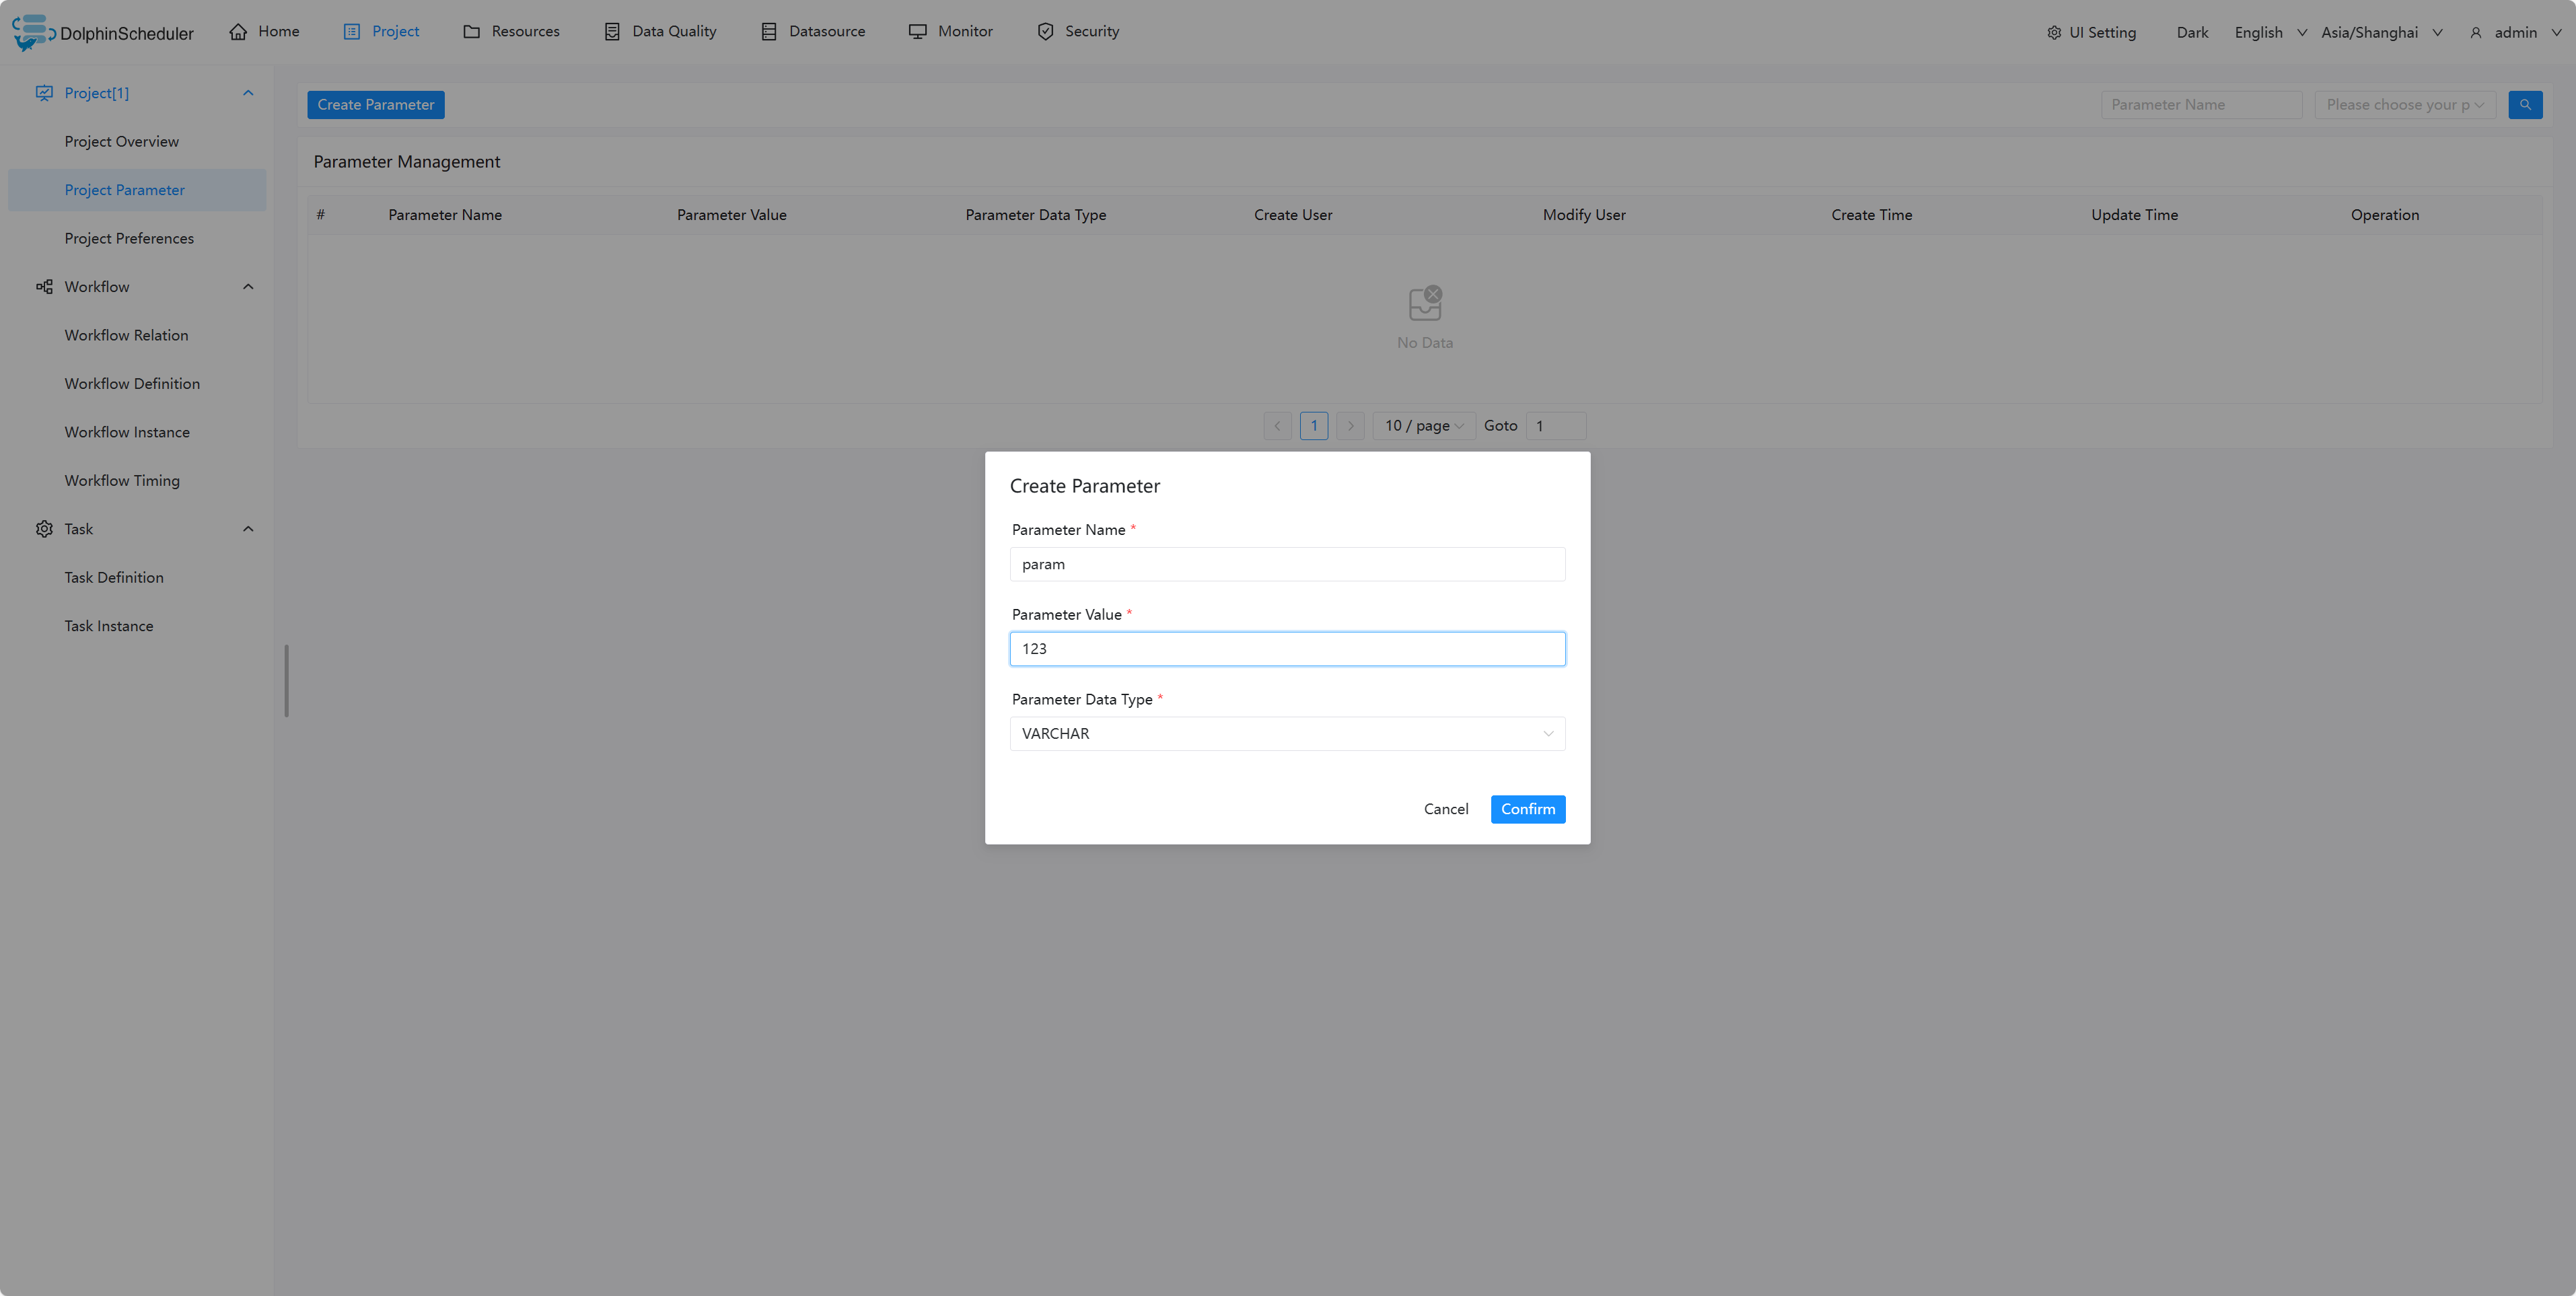 DolphinScheduler Home Project Resources Data Quality Datasource Monitor Security UI Setting Dark English Asia/Shanghai admin
Project[1]
Project Overview
Project Parameter
Project Preferences
Workflow
Workflow Relation
Workflow Definition
Workflow Instance
Workflow Timing
Task
Task Definition
Task Instance
Create Parameter Parameter Name Please choose your p
Parameter Management
# Parameter Name Parameter Value Parameter Data Type Create User Modify User Create Time Update Time Operation
No Data
1 10 / page Goto 1
Create Parameter
Parameter Name *
param
Parameter Value *
123
Parameter Data Type *
VARCHAR
Cancel Confirm